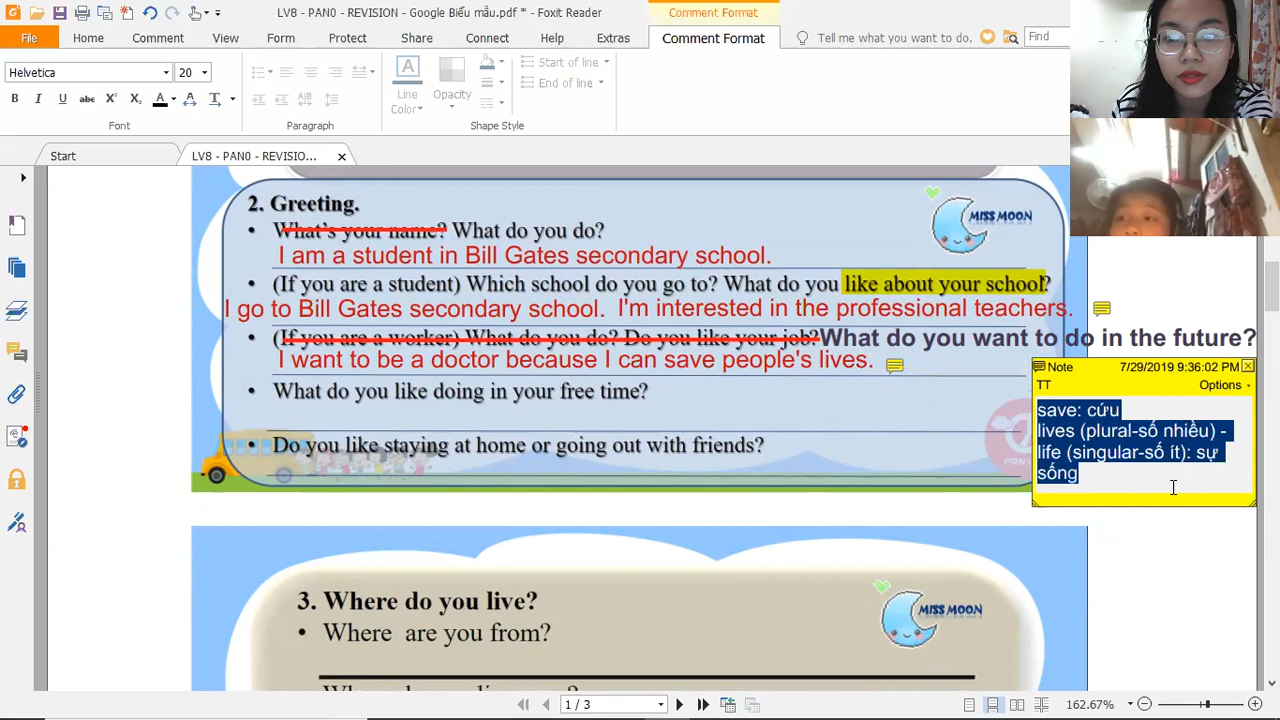 LV8 - PAN0 - REVISION - Google Biểu mẫu.pdf * - Foxit Reader
Comment Format
File
Home
Comment
View
Form
Protect
Share
Connect
Help
Extras
Comment Format
Tell me what you want to do.
Find
Helvetica
20
Line Color
Opacity
Start of line
End of line
Font
Paragraph
Shape Style
Start
LV8 - PAN0 - REVISIO...
2. Greeting.
MISS MOON
• What's your name? What do you do?
I am a student in Bill Gates secondary school.
• (If you are a student) Which school do you go to? What do you like about your school?
I go to Bill Gates secondary school. I'm interested in the professional teachers.
• (If you are a worker) What do you do? Do you like your job? What do you want to do in the future?
I want to be a doctor because I can save people's lives.
• What do you like doing in your free time?
• Do you like staying at home or going out with friends?
Note
7/29/2019 9:36:02 PM
TT
Options
save: cứu
lives (plural-số nhiều) -
life (singular-số ít): sự
sống
3. Where do you live?
MISS MOON
• Where are you from?
1 / 3
162.67%